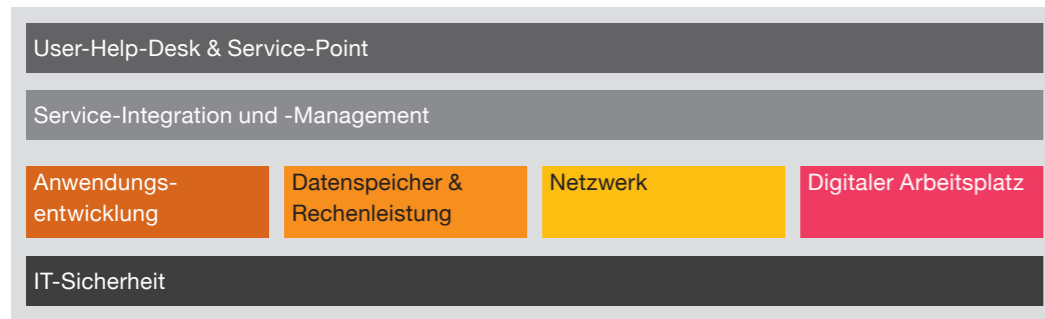 User-Help-Desk & Service-Point
Service-Integration und -Management
Anwendungs-
entwicklung
Datenspeicher &
Rechenleistung
Netzwerk
Digitaler Arbeitsplatz
IT-Sicherheit